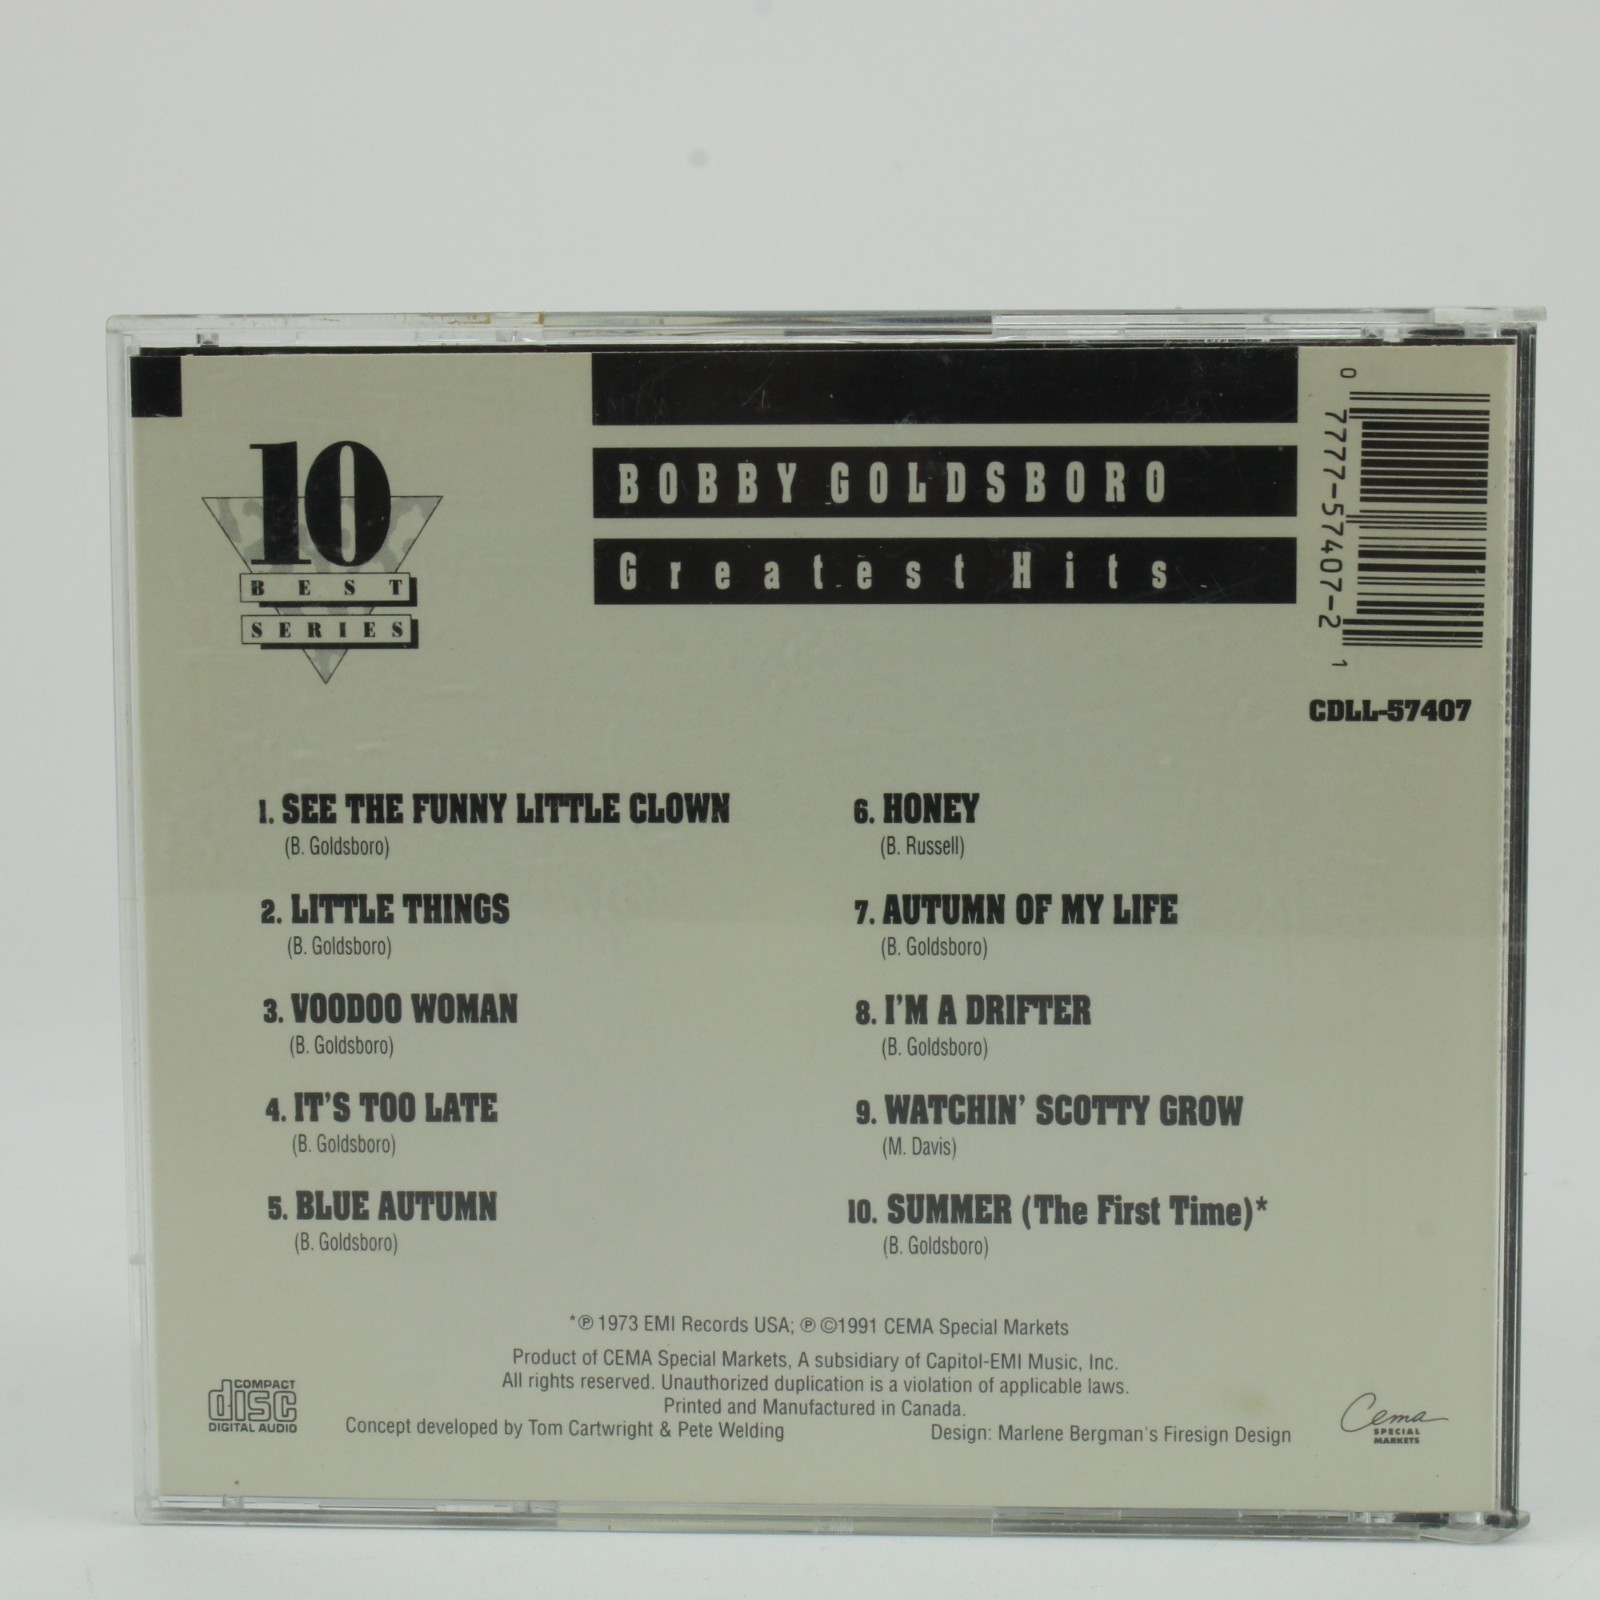 10
BEST
SERIES
BOBBY GOLDSBORO
Greatest Hits
0 7777-57407-2 1
CDLL-57407
1. SEE THE FUNNY LITTLE CLOWN
(B. Goldsboro)
2. LITTLE THINGS
(B. Goldsboro)
3. VOODOO WOMAN
(B. Goldsboro)
4. IT'S TOO LATE
(B. Goldsboro)
5. BLUE AUTUMN
(B. Goldsboro)
6. HONEY
(B. Russell)
7. AUTUMN OF MY LIFE
(B. Goldsboro)
8. I'M A DRIFTER
(B. Goldsboro)
9. WATCHIN' SCOTTY GROW
(M. Davis)
10. SUMMER (The First Time)*
(B. Goldsboro)
*℗ 1973 EMI Records USA; ℗ ©1991 CEMA Special Markets
Product of CEMA Special Markets, A subsidiary of Capitol-EMI Music, Inc.
All rights reserved. Unauthorized duplication is a violation of applicable laws.
Printed and Manufactured in Canada.
Concept developed by Tom Cartwright & Pete Welding
Design: Marlene Bergman's Firesign Design
COMPACT
disc
DIGITAL AUDIO
Cema
SPECIAL
MARKETS